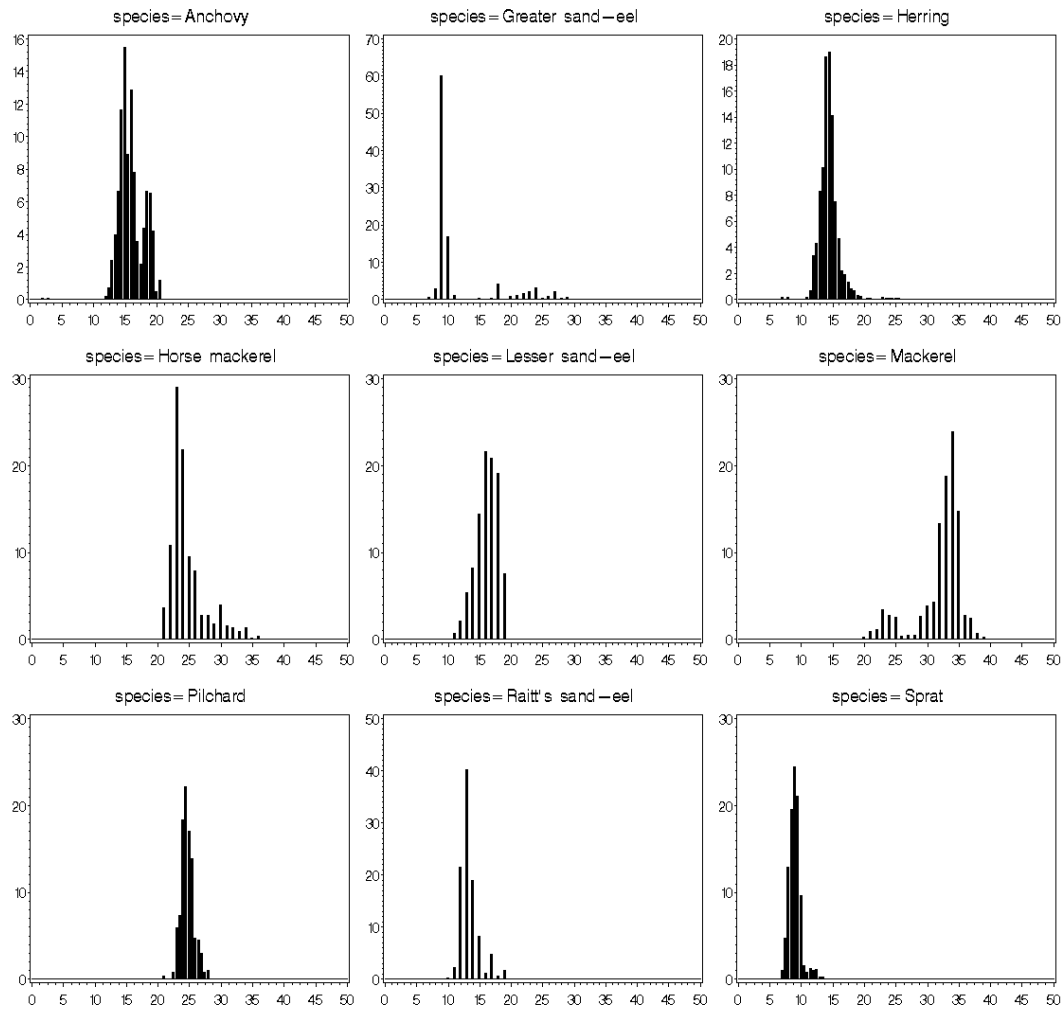 species=Anchovy species=Greater sand-eel species=Herring
16 70 20
14 60 18
12 50 16
10 40 14
8 30 12
6 20 10
4 10 8
2 0 6
0 4
2
0
0 5 10 15 20 25 30 35 40 45 50 0 5 10 15 20 25 30 35 40 45 50 0 5 10 15 20 25 30 35 40 45 50
species=Horse mackerel species=Lesser sand-eel species=Mackerel
30 30 30
20 20 20
10 10 10
0 0 0
0 5 10 15 20 25 30 35 40 45 50 0 5 10 15 20 25 30 35 40 45 50 0 5 10 15 20 25 30 35 40 45 50
species=Pilchard species=Raitt's sand-eel species=Sprat
30 50 30
20 40 20
10 30 10
0 20 0
10
0
0 5 10 15 20 25 30 35 40 45 50 0 5 10 15 20 25 30 35 40 45 50 0 5 10 15 20 25 30 35 40 45 50